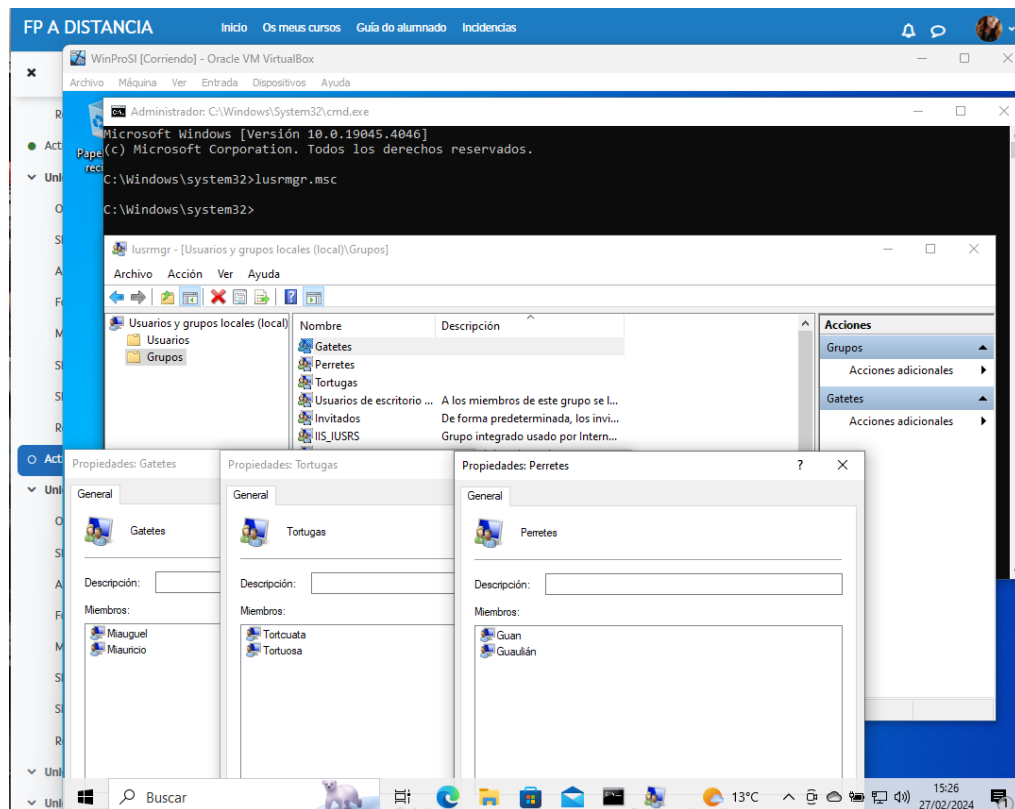 FP A DISTANCIA Inicio Os meus cursos Guía do alumnado Incidencias
WinProSI [Corriendo] - Oracle VM VirtualBox
Archivo Máquina Ver Entrada Dispositivos Ayuda
Administrador: C:\Windows\System32\cmd.exe
Microsoft Windows [Versión 10.0.19045.4046]
(c) Microsoft Corporation. Todos los derechos reservados.
C:\Windows\system32>lusrmgr.msc
C:\Windows\system32>
lusrmgr - [Usuarios y grupos locales (local)\Grupos]
Archivo Acción Ver Ayuda
Usuarios y grupos locales (local)
Usuarios
Grupos
Nombre Descripción
Gatetes
Perretes
Tortugas
Usuarios de escritorio ... A los miembros de este grupo se l...
Invitados De forma predeterminada, los invi...
IIS_IUSRS Grupo integrado usado por Intern...
Acciones
Grupos
Acciones adicionales
Gatetes
Acciones adicionales
Propiedades: Gatetes
General
Gatetes
Descripción:
Miembros:
Miauguel
Mauricio
Propiedades: Tortugas
General
Tortugas
Descripción:
Miembros:
Tortcuata
Tortuosa
Propiedades: Perretes ?
General
Perretes
Descripción:
Miembros:
Guan
Guaulián
Buscar 13°C 15:26
27/02/2024
1